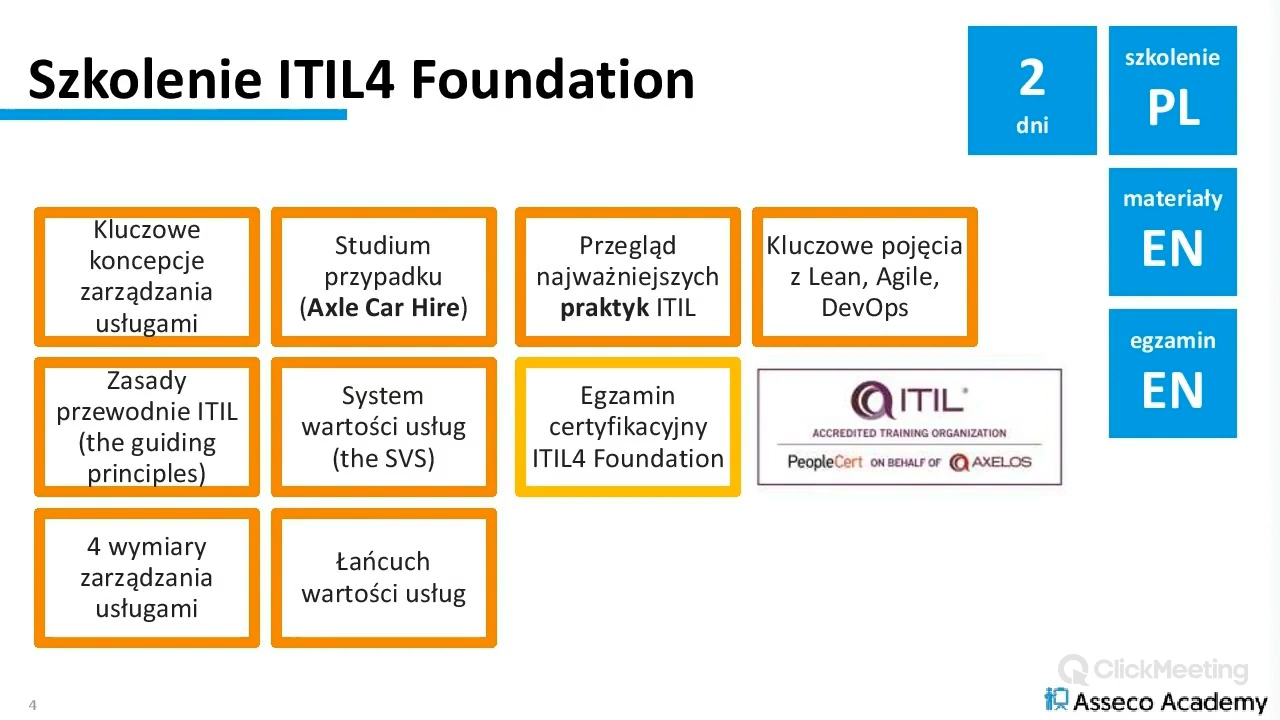 Szkolenie ITIL4 Foundation
2
dni
szkolenie
PL
materiały
EN
egzamin
EN
Kluczowe
koncepcje
zarządzania
usługami
Studium
przypadku
(Axle Car Hire)
Przegląd
najważniejszych
praktyk ITIL
Kluczowe pojęcia
z Lean, Agile,
DevOps
Zasady
przewodnie ITIL
(the guiding
principles)
System
wartości usług
(the SVS)
Egzamin
certyfikacyjny
ITIL4 Foundation
ITIL®
ACCREDITED TRAINING ORGANIZATION
PeopleCert ON BEHALF OF AXELOS
4 wymiary
zarządzania
usługami
Łańcuch
wartości usług
ClickMeeting
Asseco Academy
4